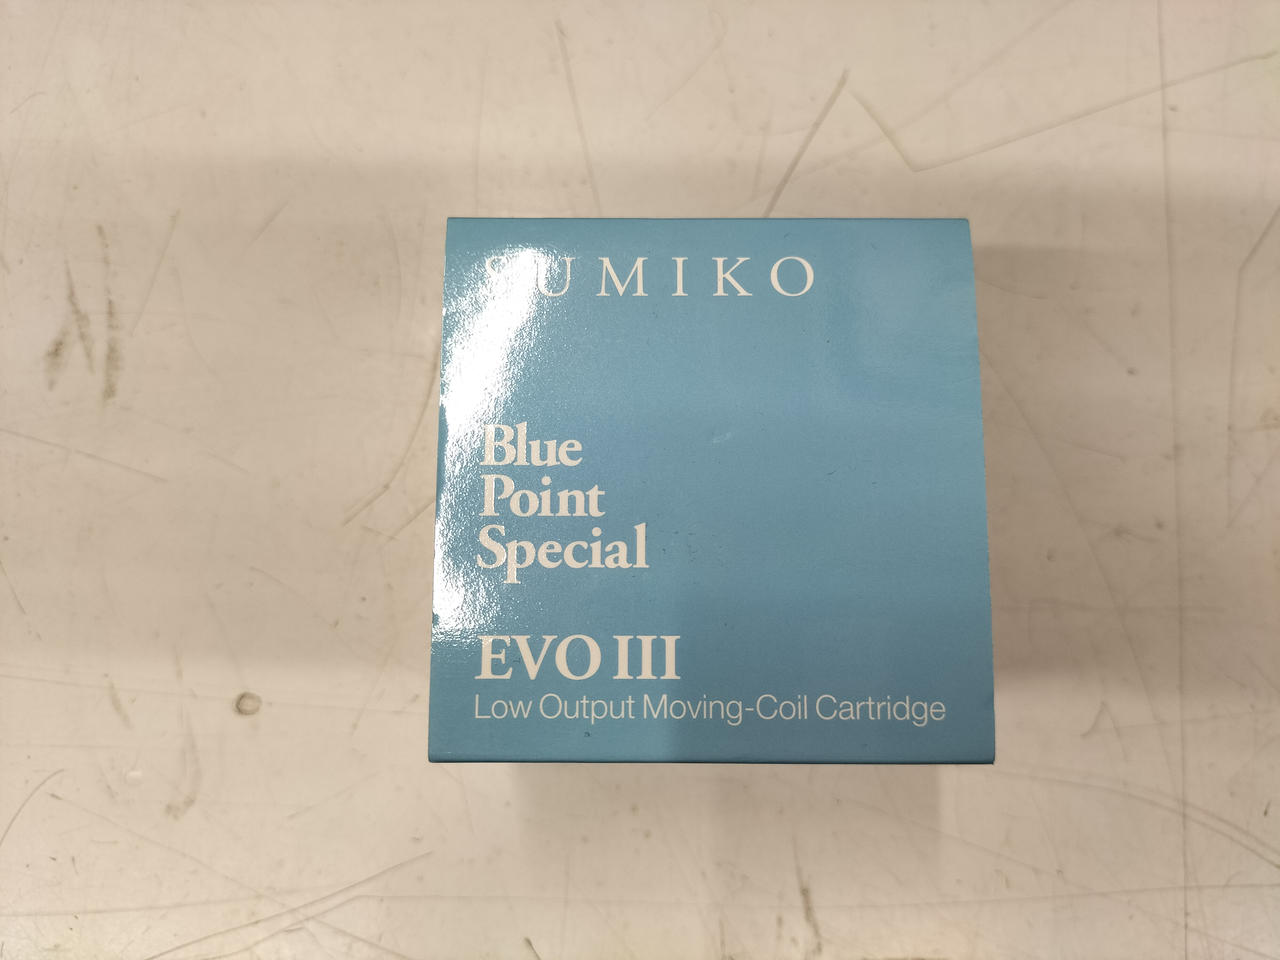 SUMIKO
Blue
Point
Special
EVO III
Low Output Moving-Coil Cartridge